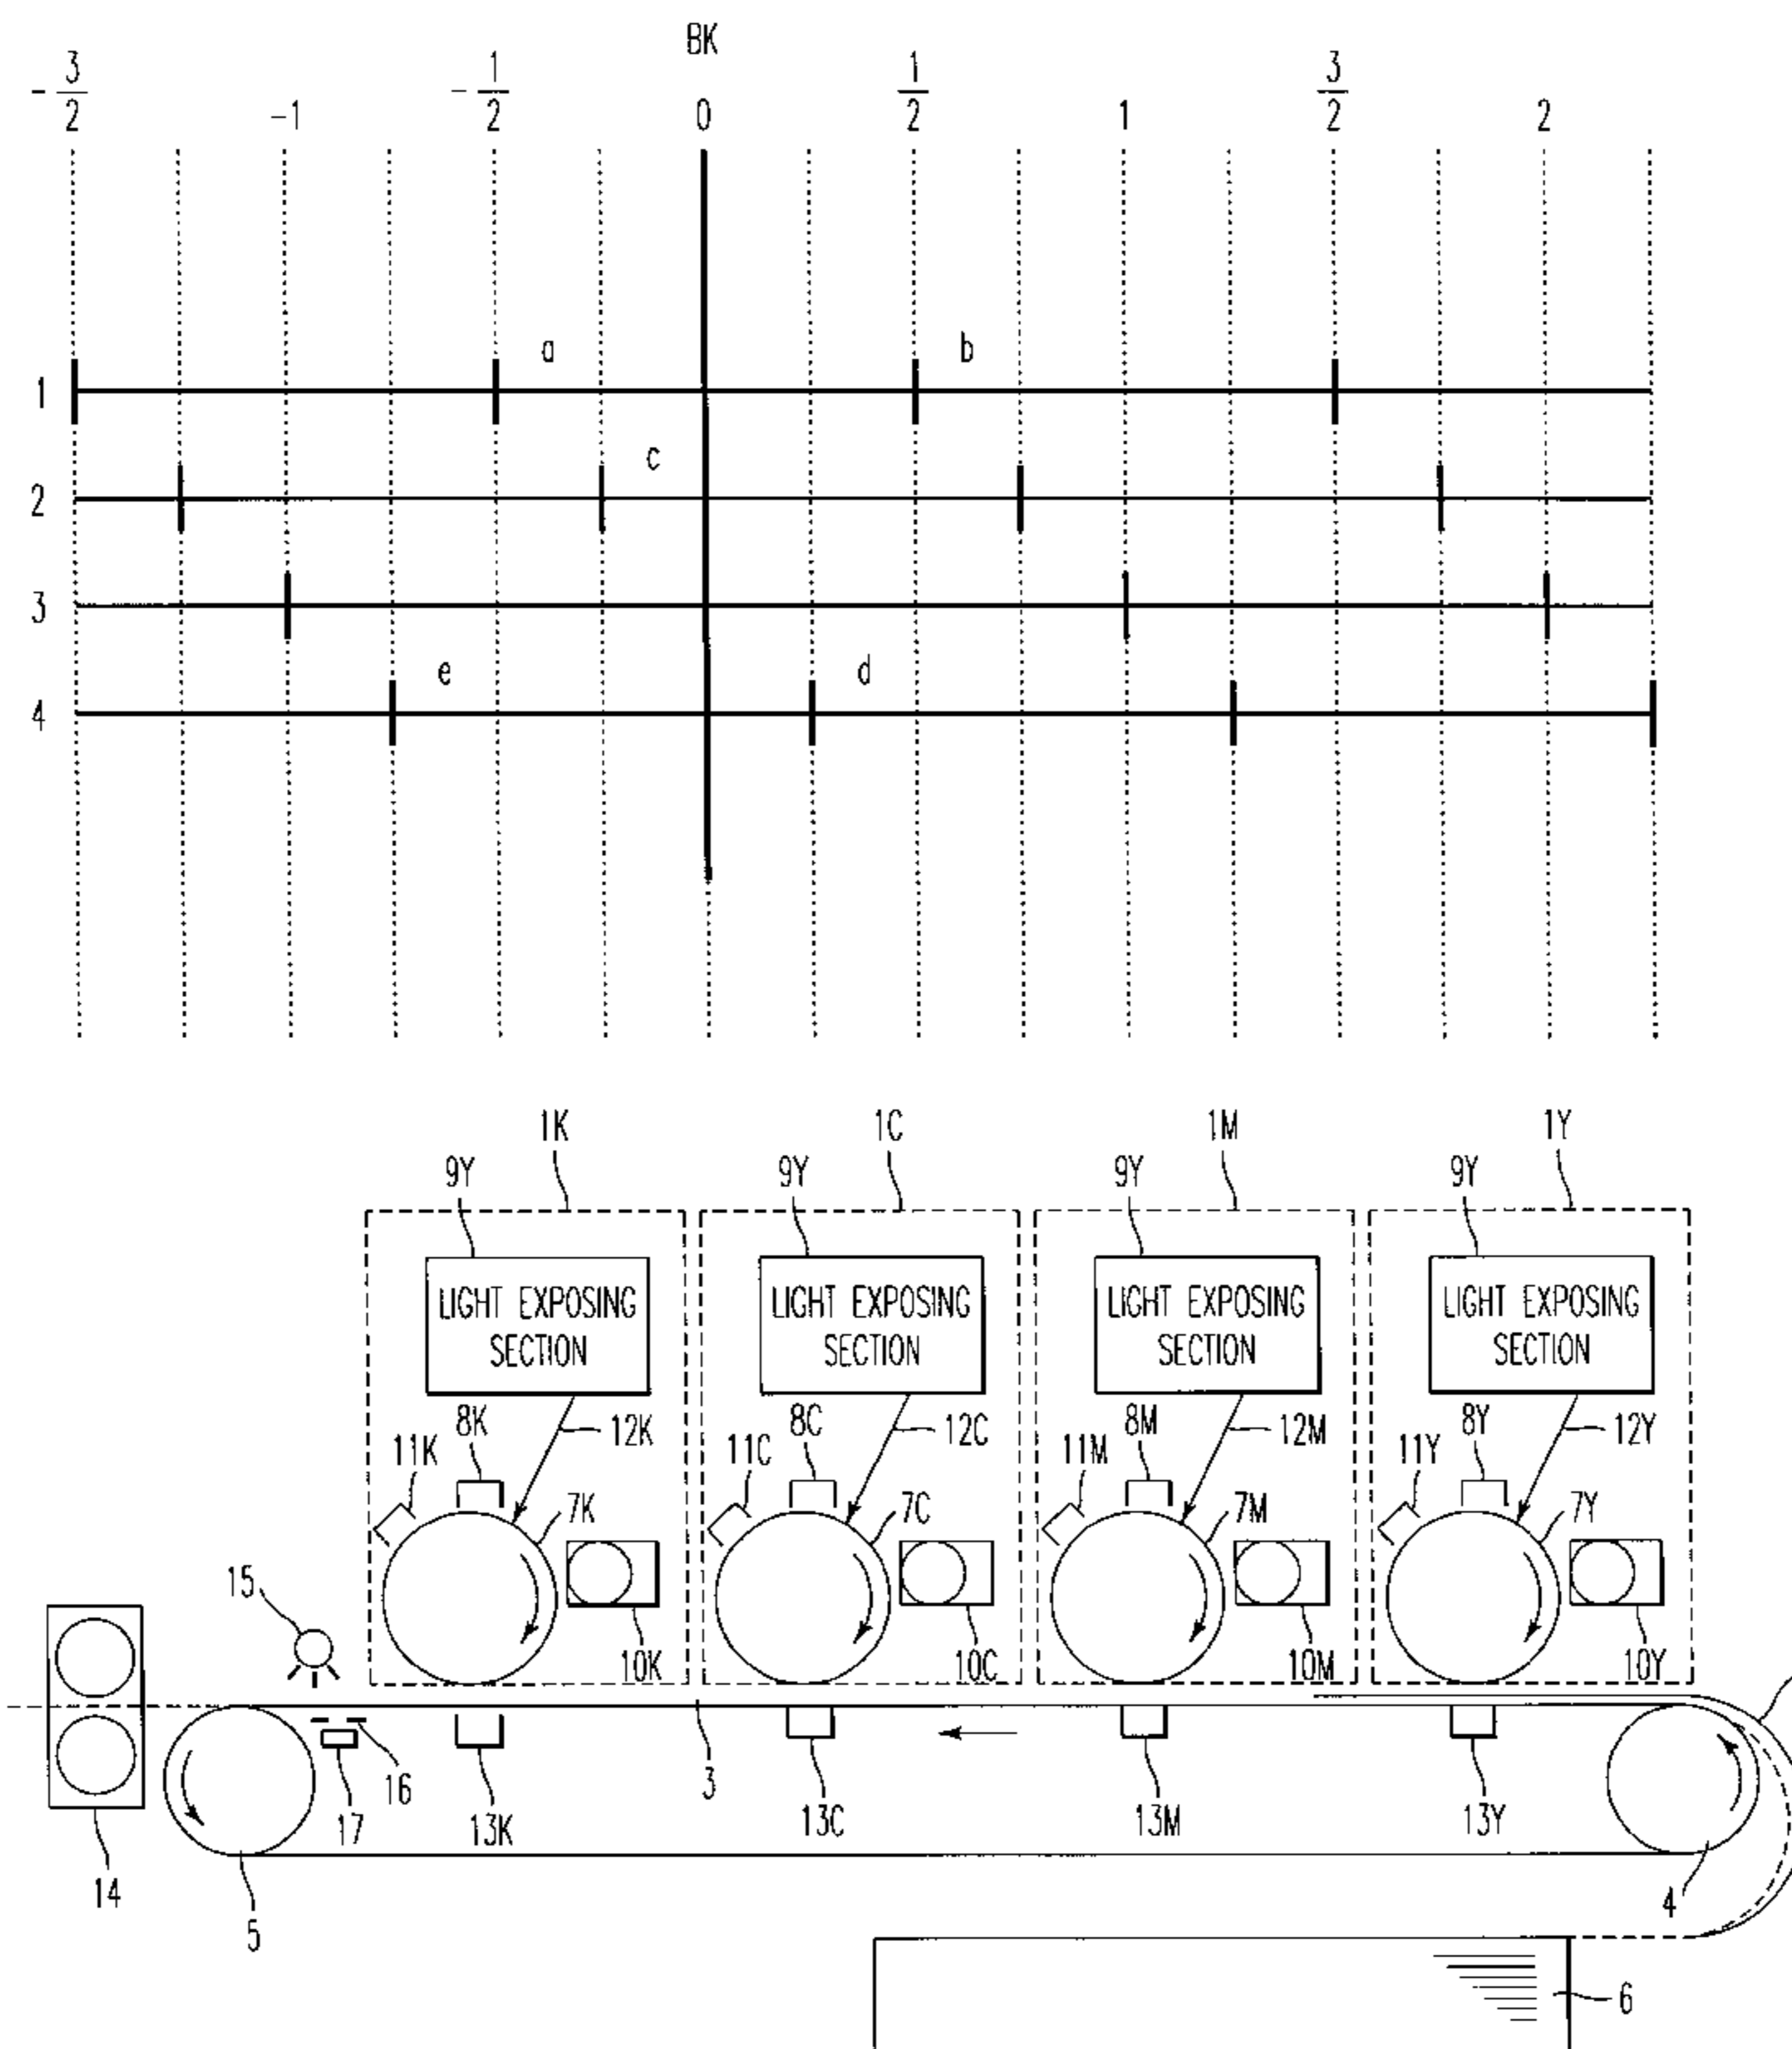 BK
-3/2 -1 -1/2 0 1/2 1 3/2 2
a b
1
c
2
3
e d
4
1K 1C 1M 1Y
9Y 9Y 9Y 9Y
LIGHT EXPOSING SECTION
LIGHT EXPOSING SECTION
LIGHT EXPOSING SECTION
LIGHT EXPOSING SECTION
8K 12K 8C 12C 8M 12M 8Y 12Y
11K 11C 11M 11Y
7K 7C 7M 7Y
15
10K 10C 10M 10Y
16 3
17 13K 13C 13M 13Y
14 5 4
6